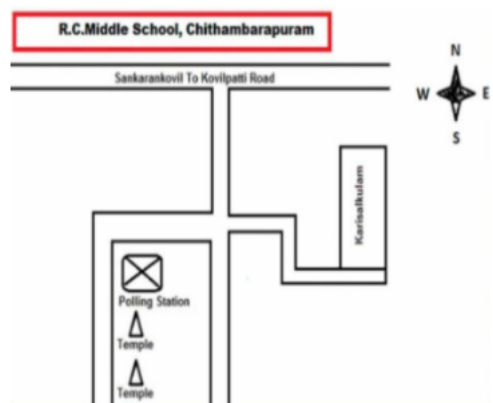 R.C.Middle School, Chithambarapuram
Sankarankovil To Kovilpatti Road
N
W E
S
Karisalkulam
Polling Station
Temple
Temple